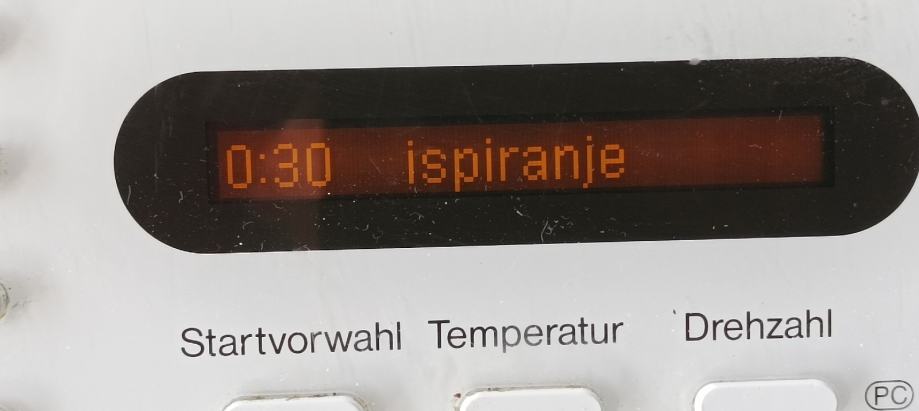 0:30 ispiranje
Startvorwahl Temperatur Drehzahl
PC